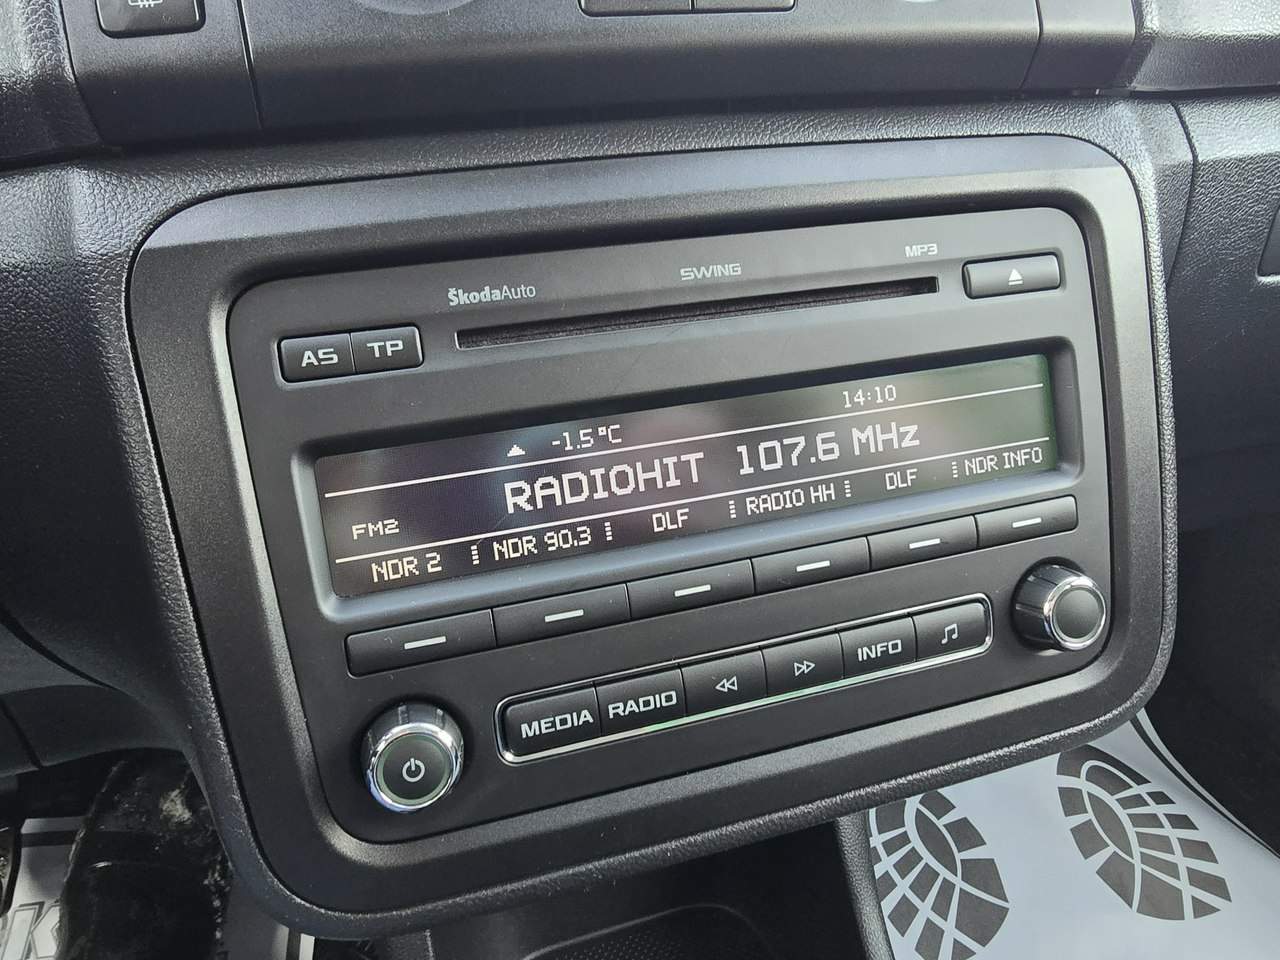 MP3
SWING
ŠkodaAuto
AS TP
-1.5°C 14:10
FM2 RADIOHIT 107.6 MHz
NDR 2 NDR 90.3 DLF RADIO HH DLF NDR INFO
MEDIA RADIO INFO